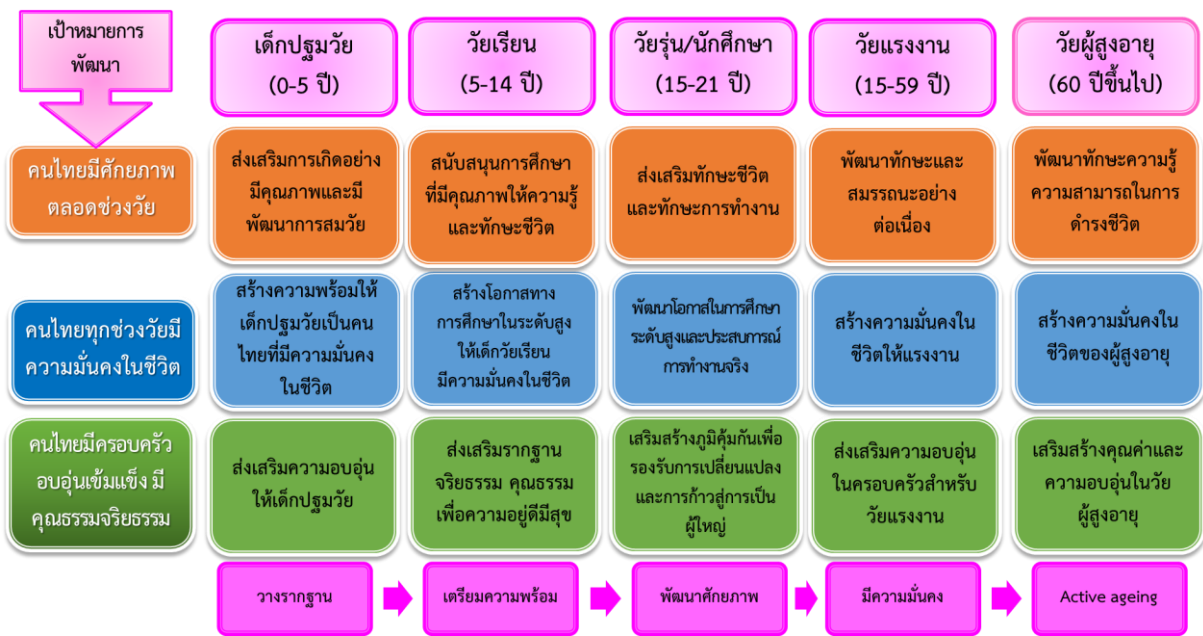 เป้าหมายการ
พัฒนา
เด็กปฐมวัย
(0-5 ปี)
วัยเรียน
(5-14 ปี)
วัยรุ่น/นักศึกษา
(15-21 ปี)
วัยแรงงาน
(15-59 ปี)
วัยผู้สูงอายุ
(60 ปีขึ้นไป)
คนไทยมีศักยภาพ
ตลอดช่วงวัย
ส่งเสริมการเกิดอย่าง
มีคุณภาพและมี
พัฒนาการสมวัย
สนับสนุนการศึกษา
ที่มีคุณภาพให้ความรู้
และทักษะชีวิต
ส่งเสริมทักษะชีวิต
และทักษะการทำงาน
พัฒนาทักษะและ
สมรรถนะอย่าง
ต่อเนื่อง
พัฒนาทักษะความรู้
ความสามารถในการ
ดำรงชีวิต
คนไทยทุกช่วงวัยมี
ความมั่นคงในชีวิต
สร้างความพร้อมให้
เด็กปฐมวัยเป็นคน
ไทยที่มีความมั่นคง
ในชีวิต
สร้างโอกาสทาง
การศึกษาในระดับสูง
ให้เด็กวัยเรียน
มีความมั่นคงในชีวิต
พัฒนาโอกาสในการศึกษา
ระดับสูงและประสบการณ์
การทำงานจริง
สร้างความมั่นคงใน
ชีวิตให้แรงงาน
สร้างความมั่นคงใน
ชีวิตของผู้สูงอายุ
คนไทยมีครอบครัว
อบอุ่นเข้มแข็ง มี
คุณธรรมจริยธรรม
ส่งเสริมความอบอุ่น
ให้เด็กปฐมวัย
ส่งเสริมรากฐาน
จริยธรรม คุณธรรม
เพื่อความอยู่ดีมีสุข
เสริมสร้างภูมิคุ้มกันเพื่อ
รองรับการเปลี่ยนแปลง
และการก้าวสู่การเป็น
ผู้ใหญ่
ส่งเสริมความอบอุ่น
ในครอบครัวสำหรับ
วัยแรงงาน
เสริมสร้างคุณค่าและ
ความอบอุ่นในวัย
ผู้สูงอายุ
วางรากฐาน
เตรียมความพร้อม
พัฒนาศักยภาพ
มีความมั่นคง
Active ageing